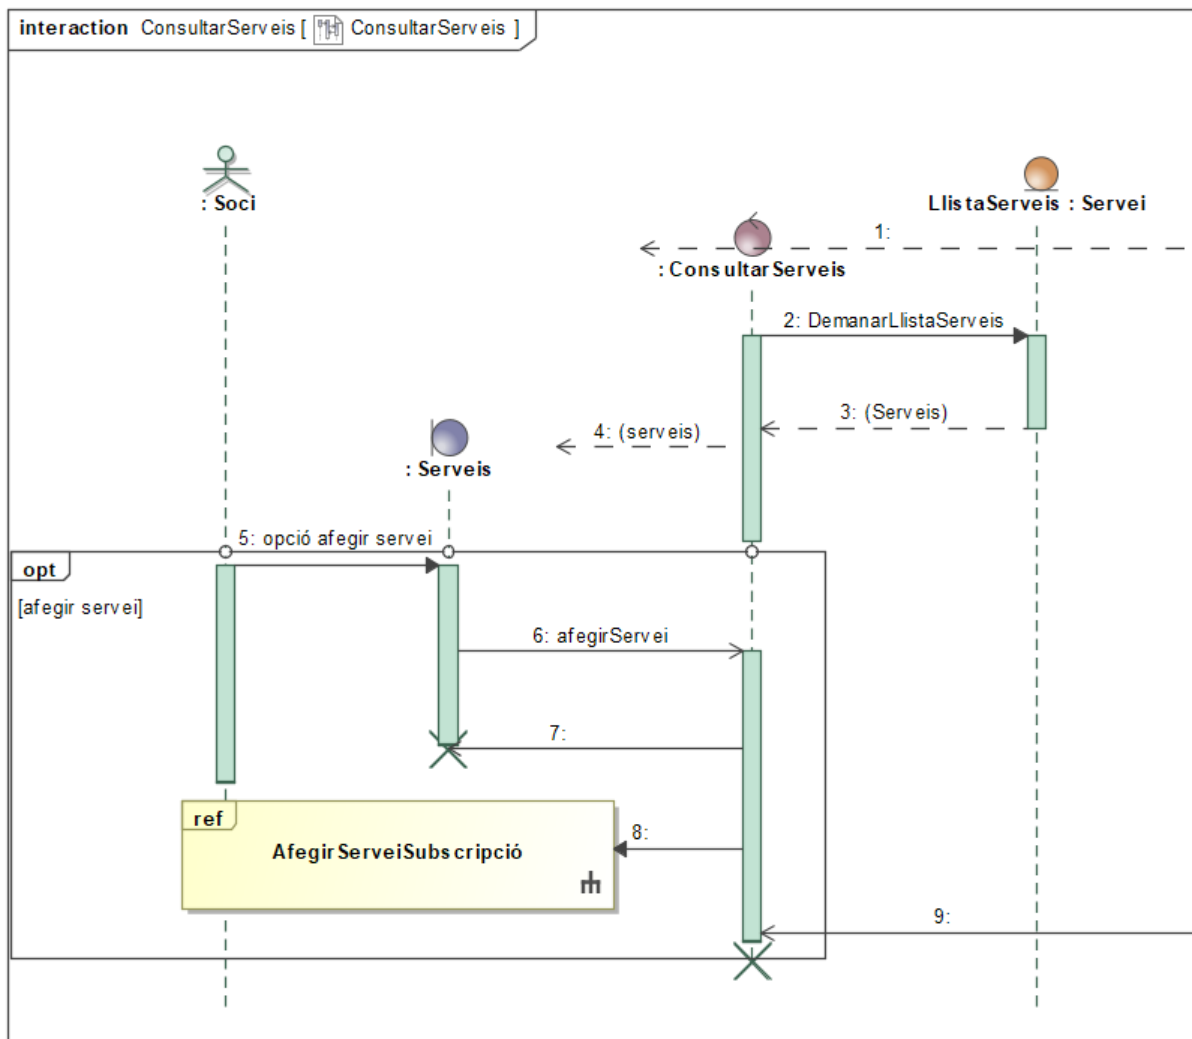 interaction ConsultarServeis [ ConsultarServeis ]
: Soci
LlistaServeis : Servei
1:
: ConsultarServeis
2: DemanarLlistaServeis
3: (Serveis)
4: (serveis)
: Serveis
5: opció afegir servei
opt
[afegir servei]
6: afegirServei
7:
ref
8:
AfegirServeiSubscripció
9: